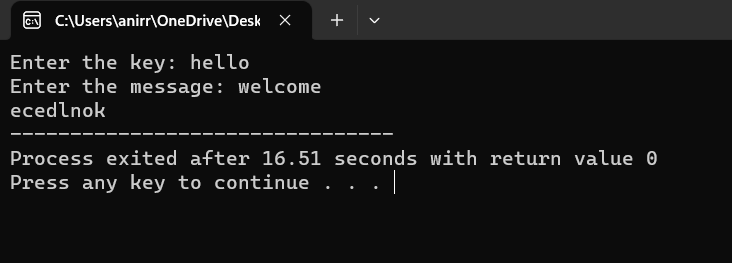 C:\Users\anirr\OneDrive\Desk
Enter the key: hello
Enter the message: welcome
ecedlnok
--------------------------------
Process exited after 16.51 seconds with return value 0
Press any key to continue . . .